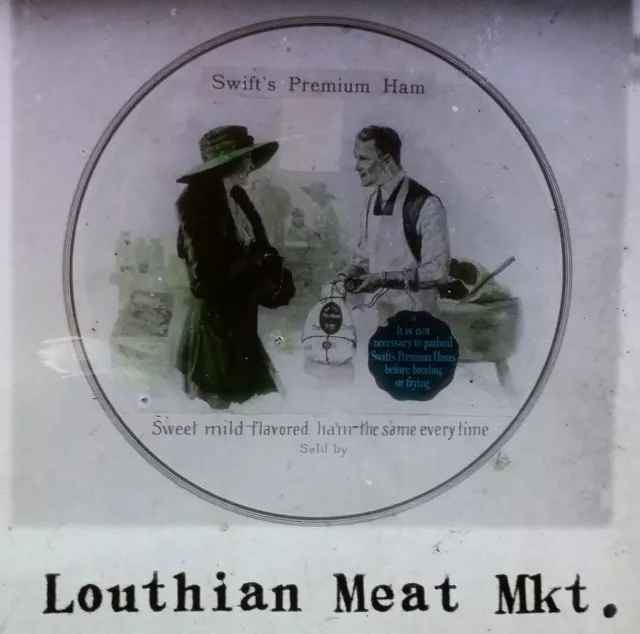 Swift's Premium Ham
It is not
necessary to parboil
Swift's Premium Hams
before broiling
or frying
Sweet mild-flavored ham-the same every time
Sold by
Louthian Meat Mkt.